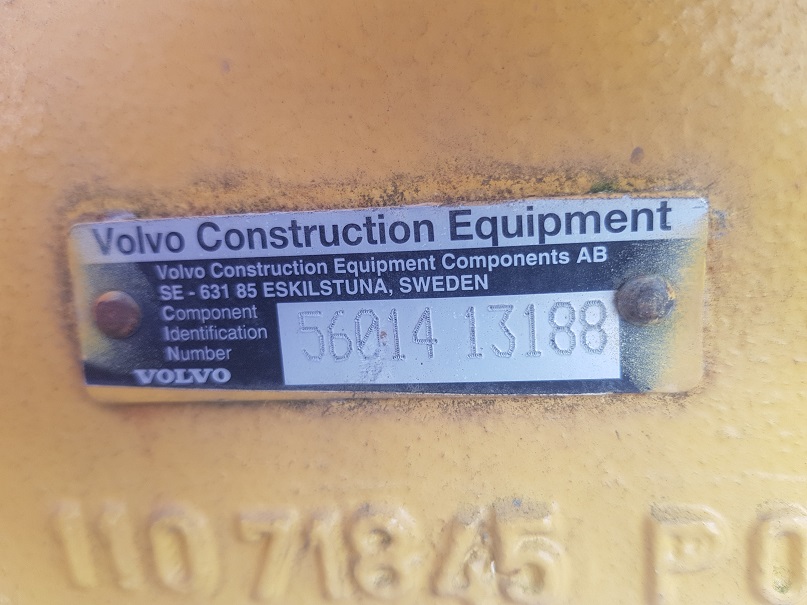 Volvo Construction Equipment
Volvo Construction Equipment Components AB
SE - 631 85 ESKILSTUNA, SWEDEN
Component
Identification
Number
56014 13188
VOLVO
11071845 PO